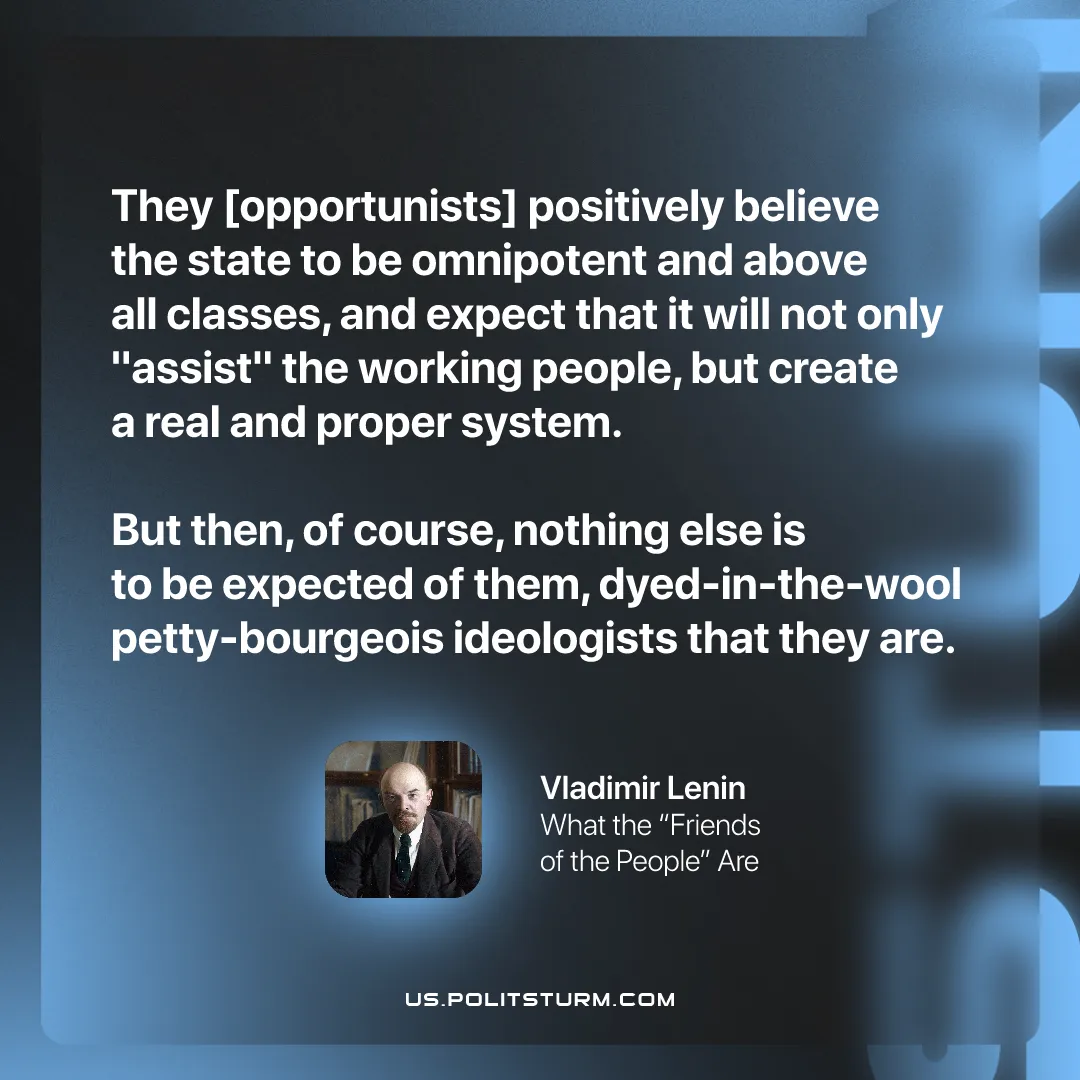 They [opportunists] positively believe
the state to be omnipotent and above
all classes, and expect that it will not only
"assist" the working people, but create
a real and proper system.
But then, of course, nothing else is
to be expected of them, dyed-in-the-wool
petty-bourgeois ideologists that they are.
Vladimir Lenin
What the “Friends
of the People” Are
US.POLITSTURM.COM